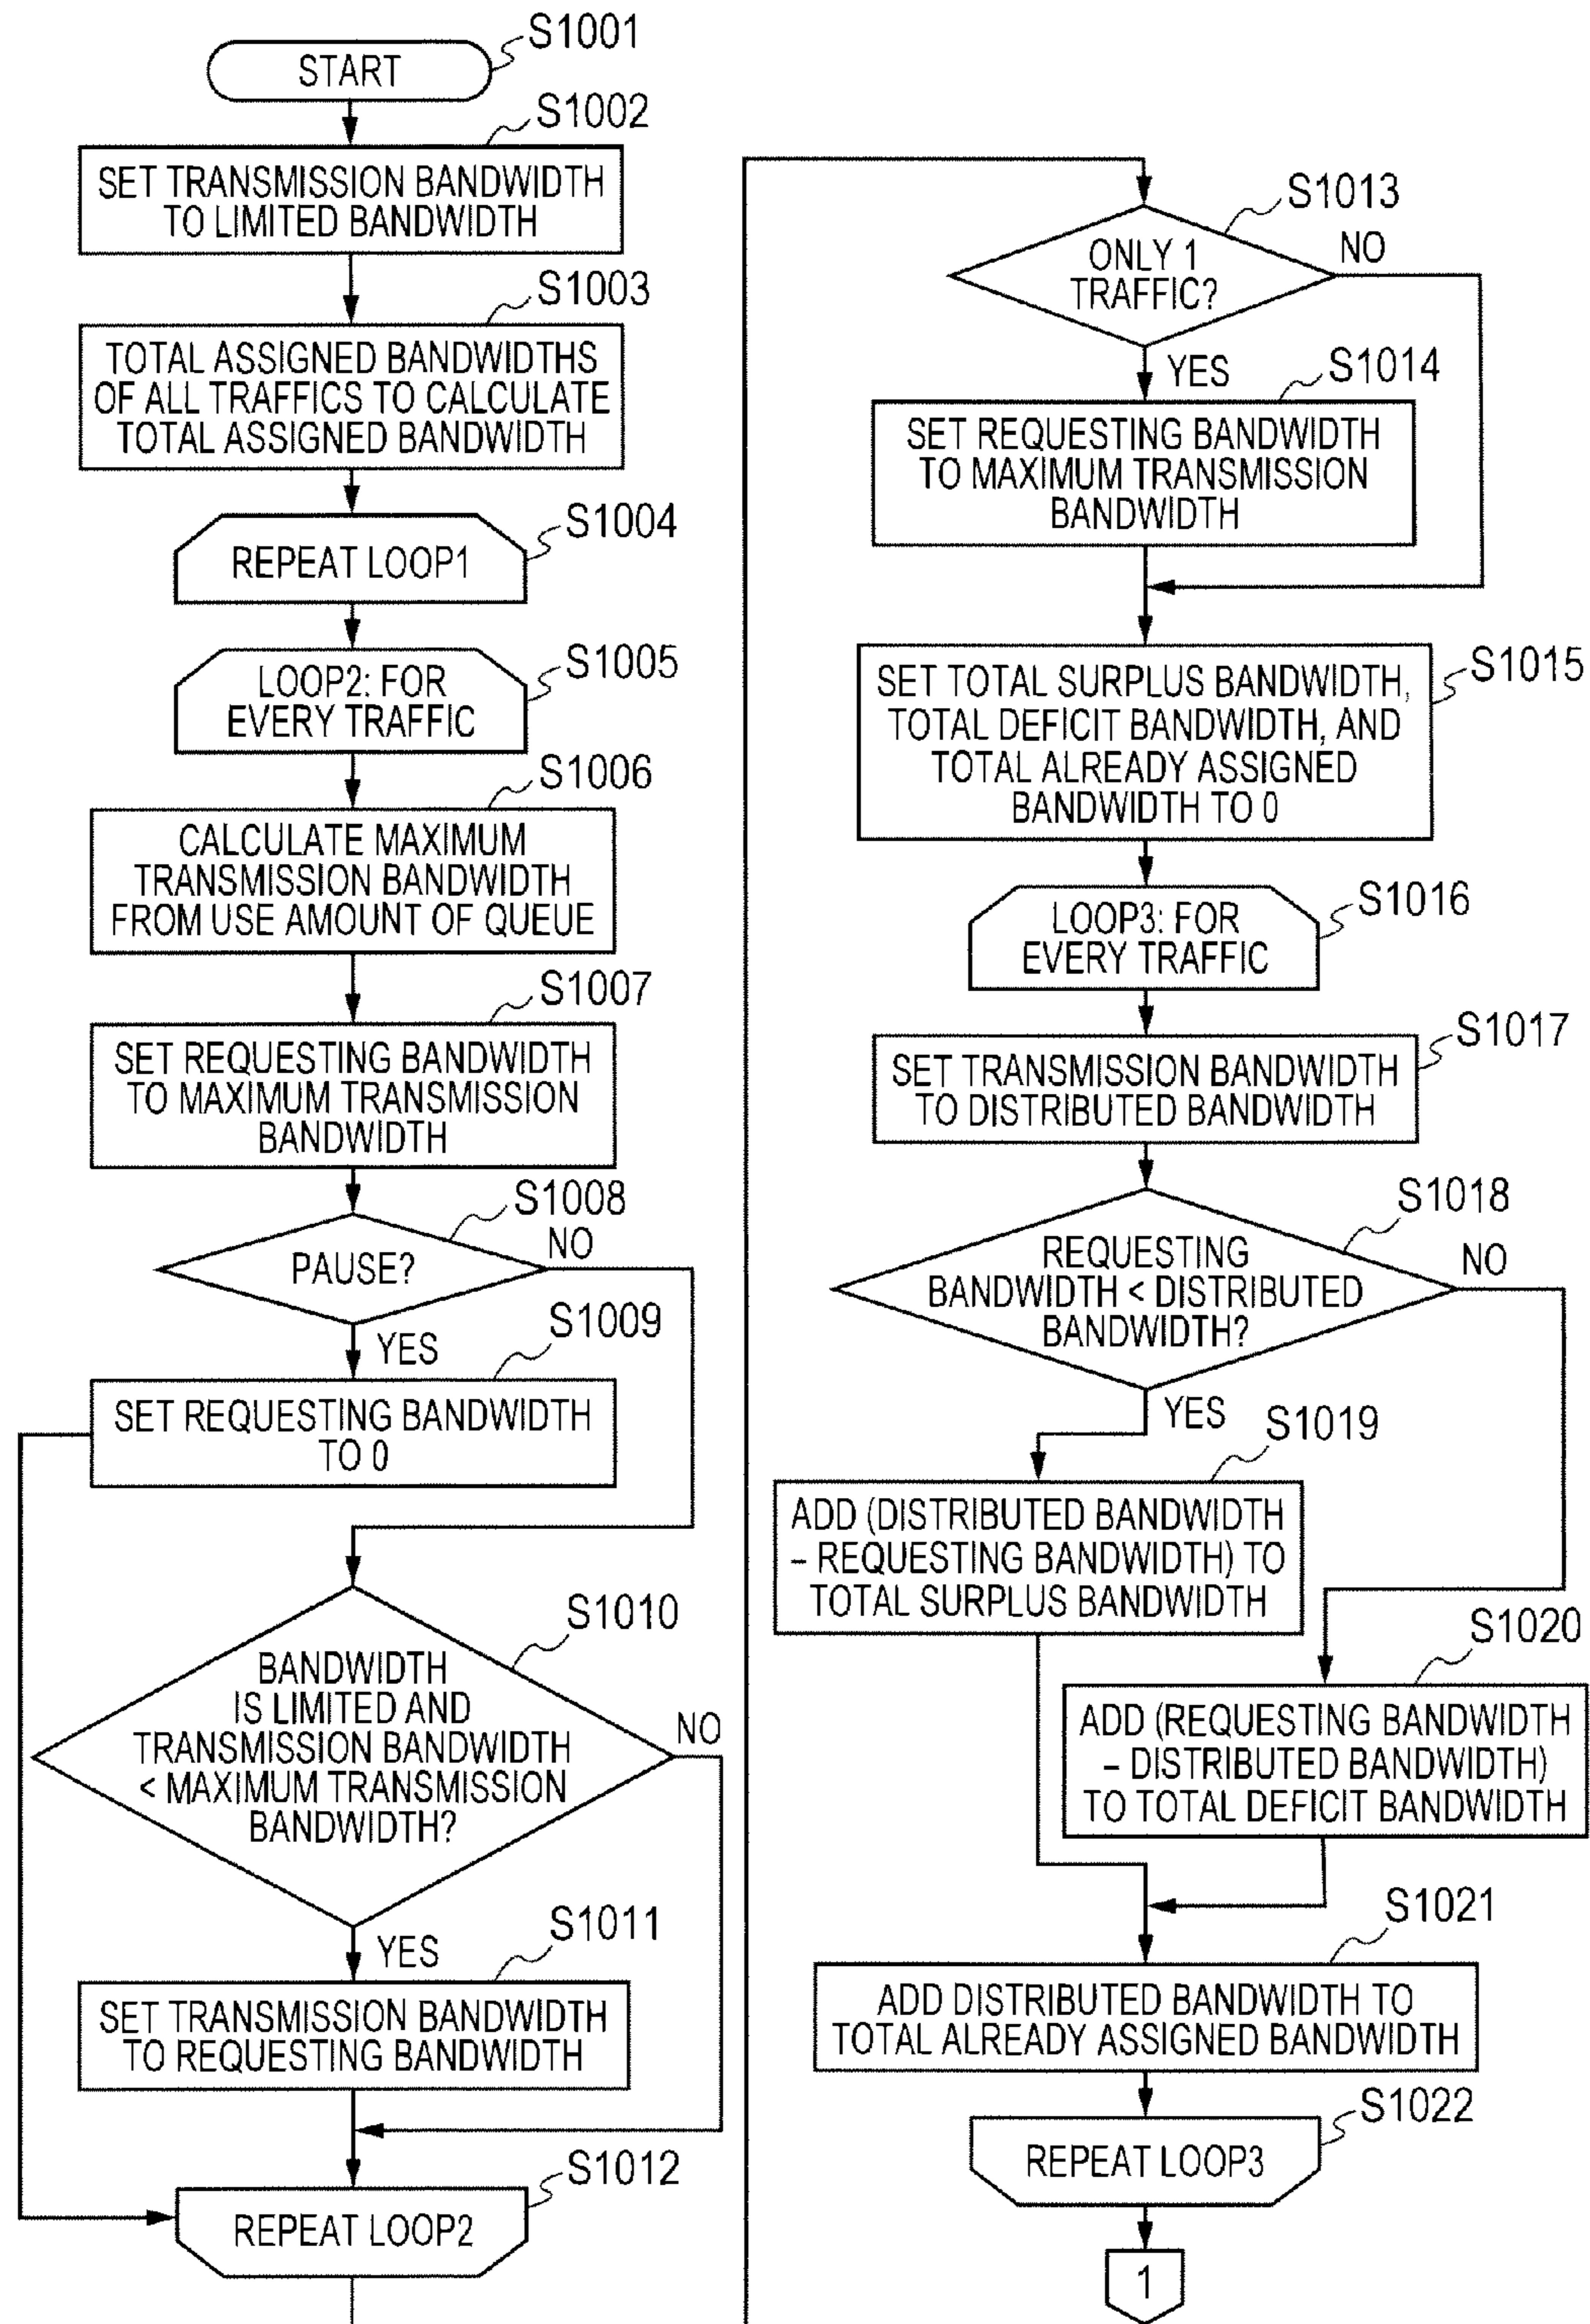 S1001
START
S1002
SET TRANSMISSION BANDWIDTH
TO LIMITED BANDWIDTH
S1003
TOTAL ASSIGNED BANDWIDTHS
OF ALL TRAFFICS TO CALCULATE
TOTAL ASSIGNED BANDWIDTH
S1004
REPEAT LOOP1
S1005
LOOP2: FOR
EVERY TRAFFIC
S1006
CALCULATE MAXIMUM
TRANSMISSION BANDWIDTH
FROM USE AMOUNT OF QUEUE
S1007
SET REQUESTING BANDWIDTH
TO MAXIMUM TRANSMISSION
BANDWIDTH
S1008
PAUSE?
NO
YES
S1009
SET REQUESTING BANDWIDTH
TO 0
S1010
BANDWIDTH
IS LIMITED AND
TRANSMISSION BANDWIDTH
< MAXIMUM TRANSMISSION
BANDWIDTH?
NO
YES
S1011
SET TRANSMISSION BANDWIDTH
TO REQUESTING BANDWIDTH
S1012
REPEAT LOOP2
S1013
ONLY 1
TRAFFIC?
NO
YES
S1014
SET REQUESTING BANDWIDTH
TO MAXIMUM TRANSMISSION
BANDWIDTH
S1015
SET TOTAL SURPLUS BANDWIDTH,
TOTAL DEFICIT BANDWIDTH, AND
TOTAL ALREADY ASSIGNED
BANDWIDTH TO 0
S1016
LOOP3: FOR
EVERY TRAFFIC
S1017
SET TRANSMISSION BANDWIDTH
TO DISTRIBUTED BANDWIDTH
S1018
REQUESTING
BANDWIDTH < DISTRIBUTED
BANDWIDTH?
NO
YES
S1019
ADD (DISTRIBUTED BANDWIDTH
– REQUESTING BANDWIDTH) TO
TOTAL SURPLUS BANDWIDTH
S1020
ADD (REQUESTING BANDWIDTH
– DISTRIBUTED BANDWIDTH)
TO TOTAL DEFICIT BANDWIDTH
S1021
ADD DISTRIBUTED BANDWIDTH TO
TOTAL ALREADY ASSIGNED BANDWIDTH
S1022
REPEAT LOOP3
1